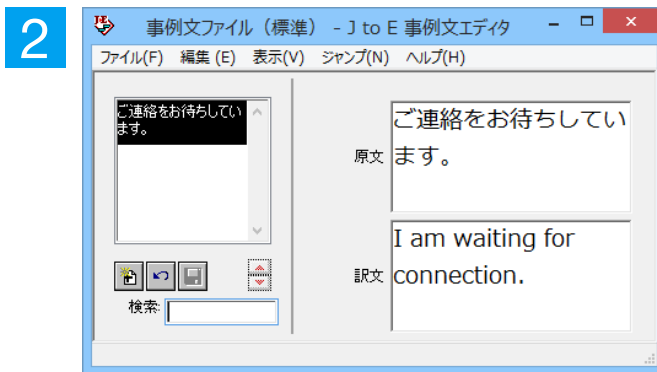 2
事例文ファイル（標準） - J to E 事例文エディタ
ファイル(F) 編集(E) 表示(V) ジャンプ(N) ヘルプ(H)
ご連絡をお待ちしてい
ます。
検索:
原文
ご連絡をお待ちしてい
ます。
訳文
I am waiting for
connection.